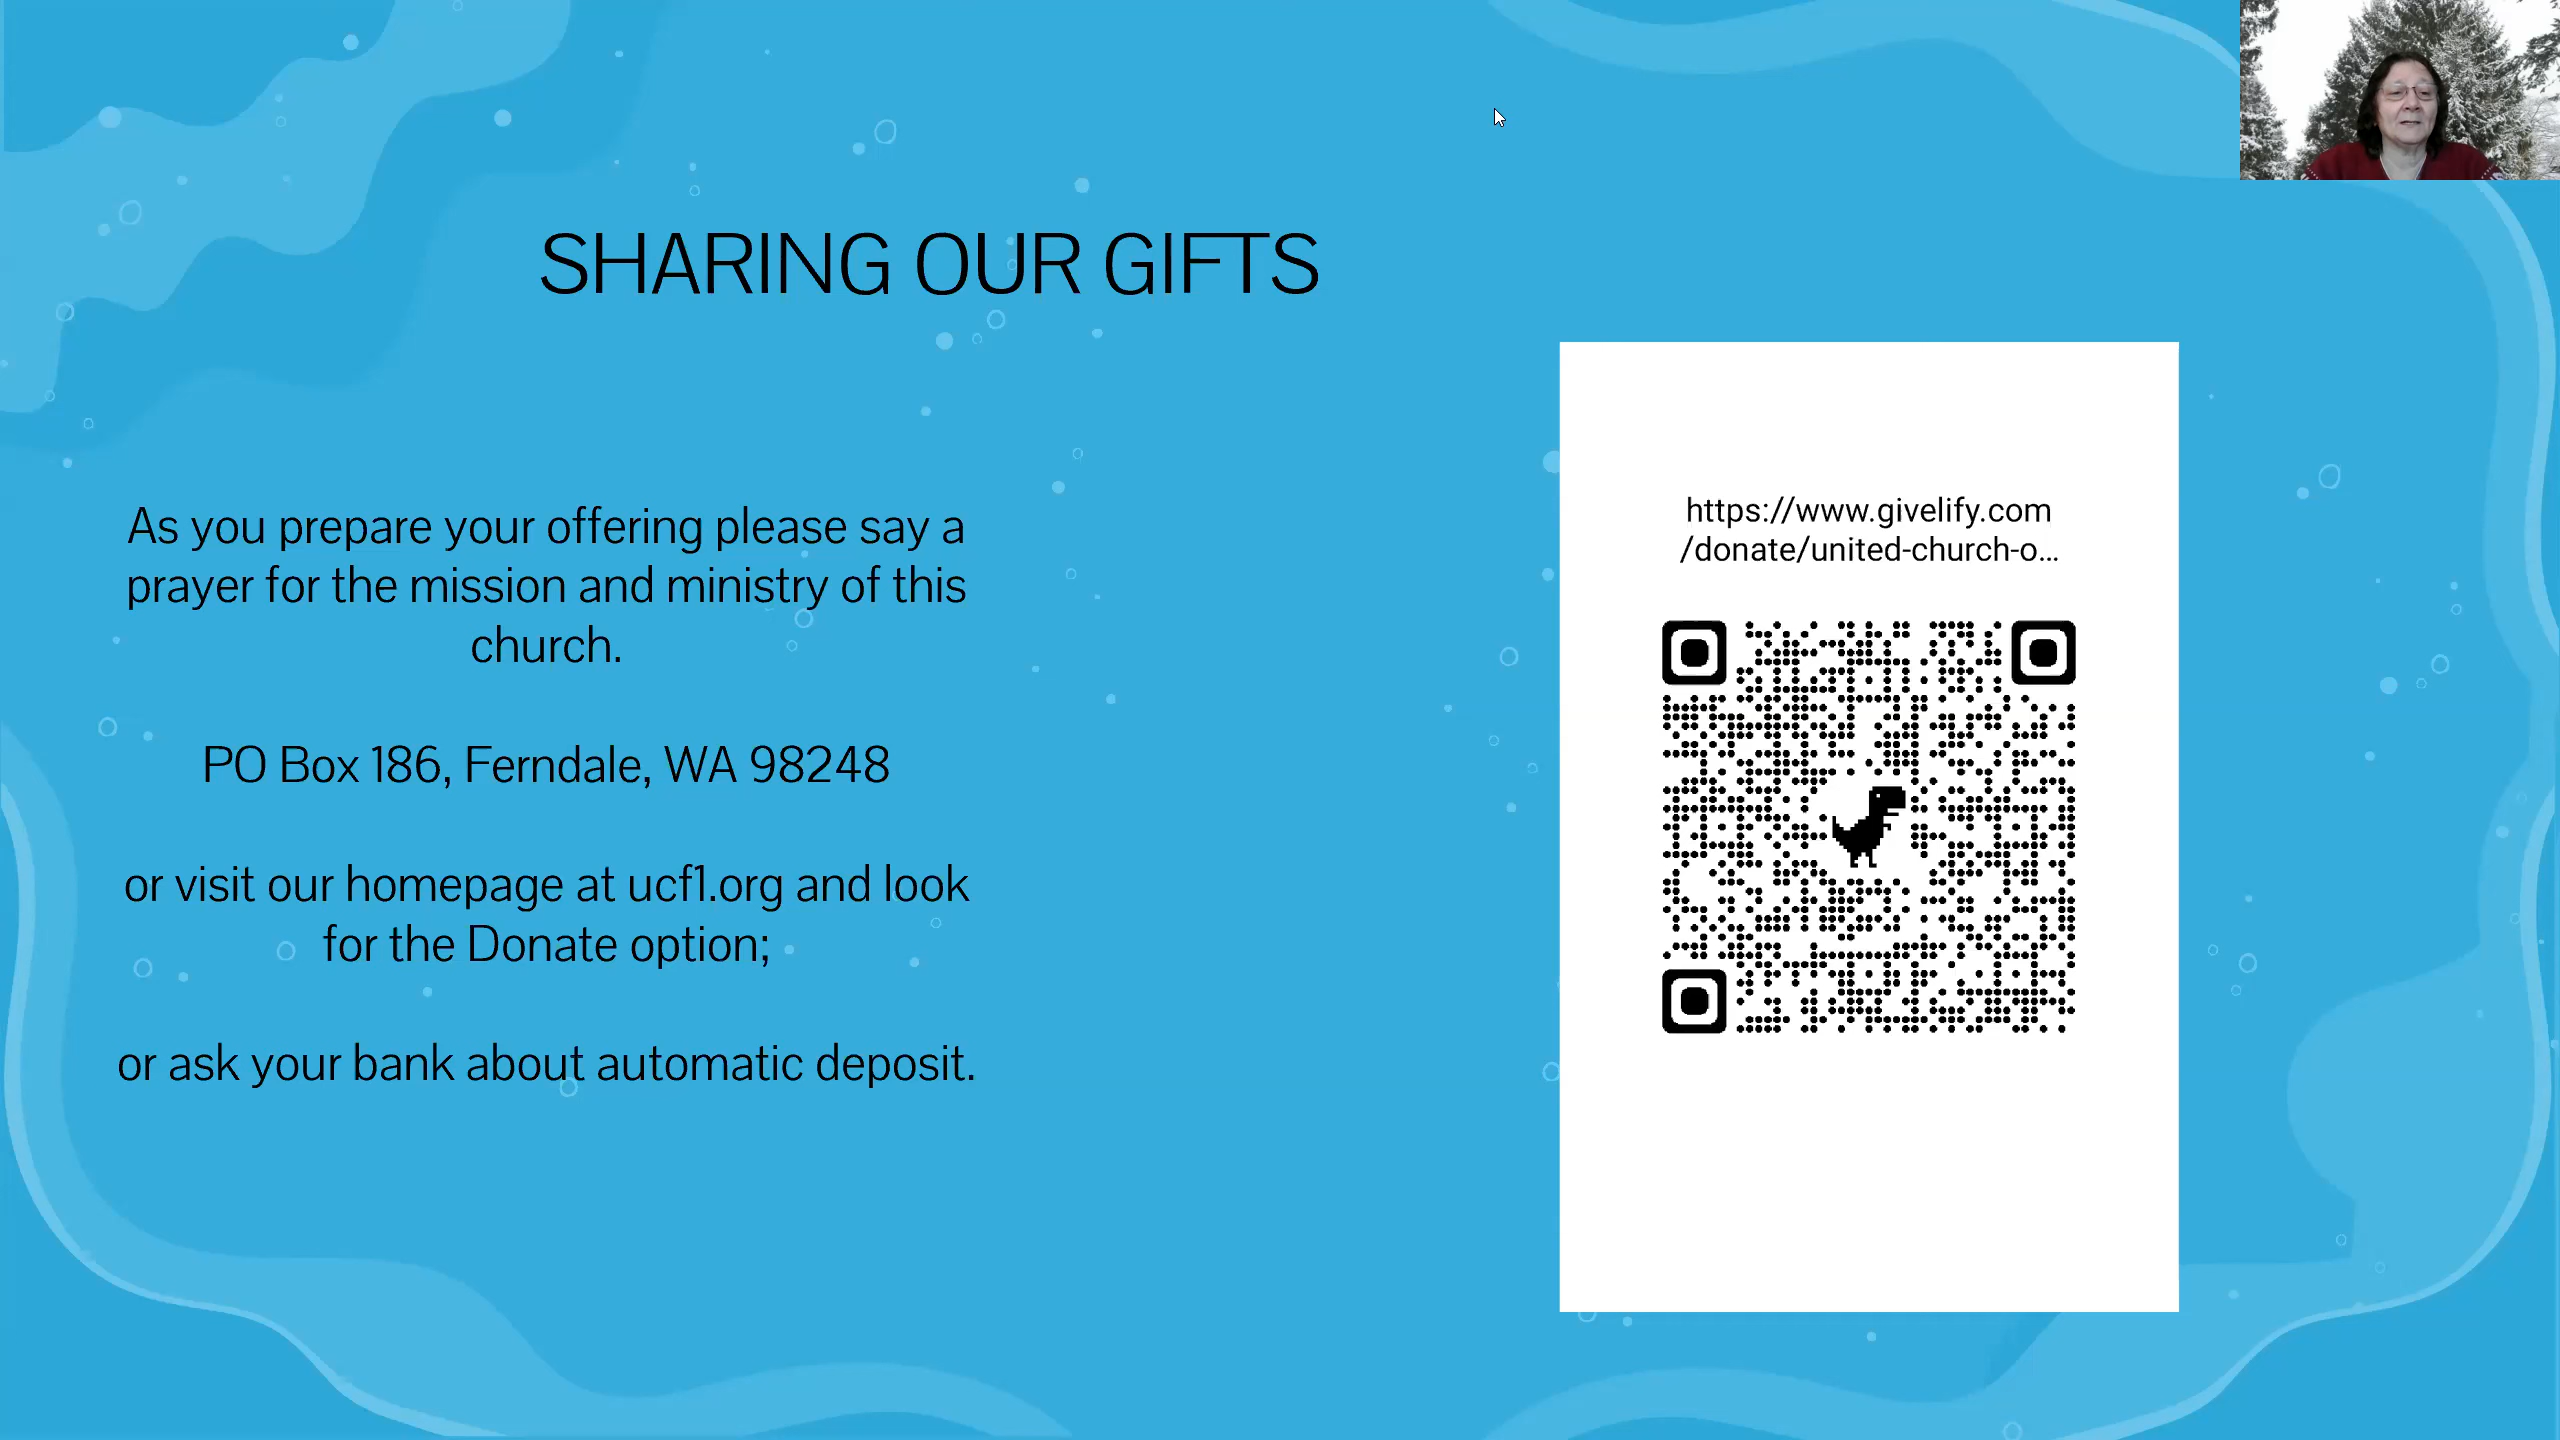 SHARING OUR GIFTS
As you prepare your offering please say a
prayer for the mission and ministry of this
church.
PO Box 186, Ferndale, WA 98248
or visit our homepage at ucf1.org and look
for the Donate option;
or ask your bank about automatic deposit.
https://www.givelify.com
/donate/united-church-o...